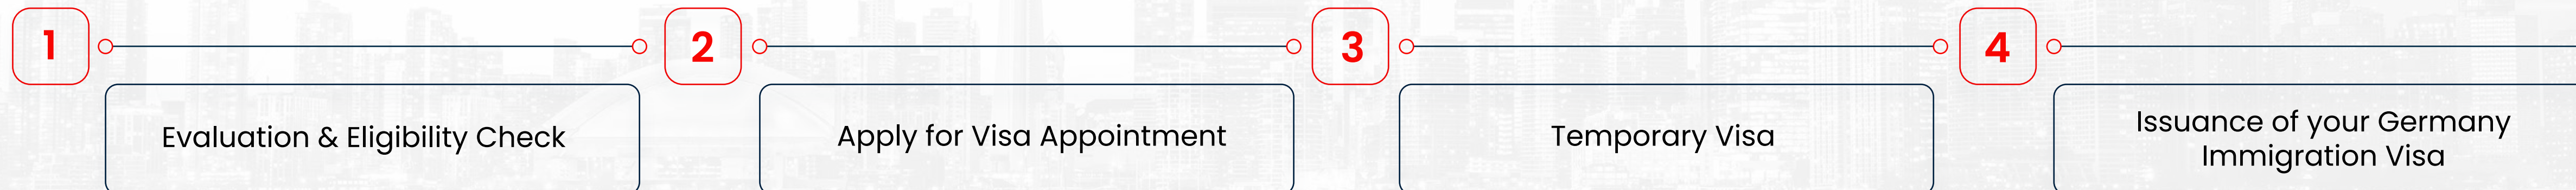 1
2
3
4
Evaluation & Eligibility Check
Apply for Visa Appointment
Temporary Visa
Issuance of your Germany
Immigration Visa